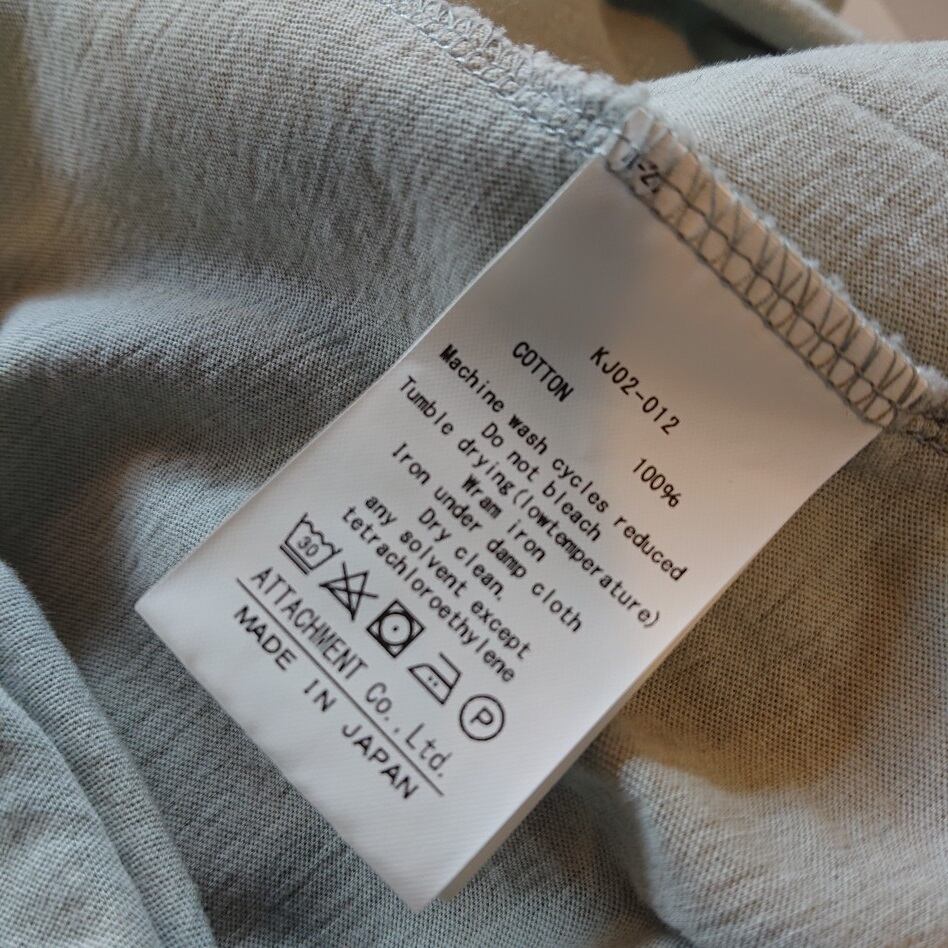 KJ02-012
COTTON 100%
Machine wash cycles reduced
Do not bleach
Tumble drying(lowtemperature)
Wram iron
Iron under damp cloth
Dry clean.
any solvent except
tetrachloroethylene
30 P
ATTACHMENT Co.,Ltd.
MADE IN JAPAN